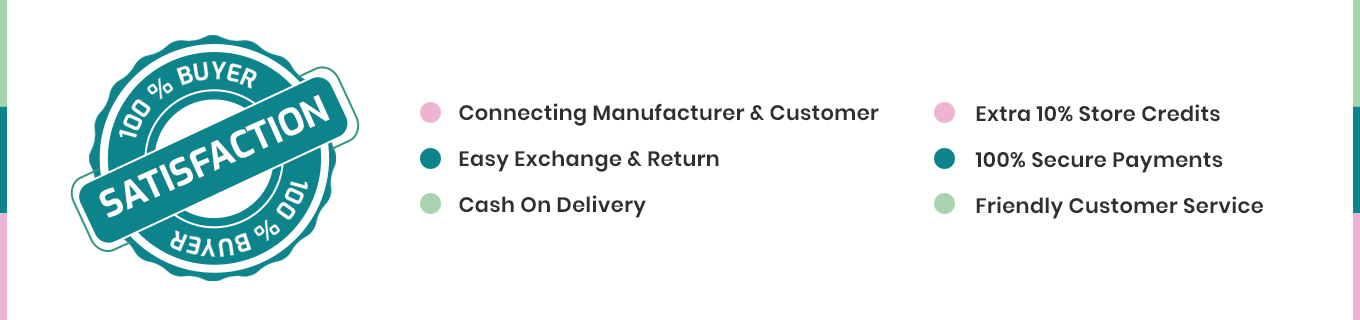 100 % BUYER
SATISFACTION
100 % BUYER
Connecting Manufacturer & Customer
Easy Exchange & Return
Cash On Delivery
Extra 10% Store Credits
100% Secure Payments
Friendly Customer Service